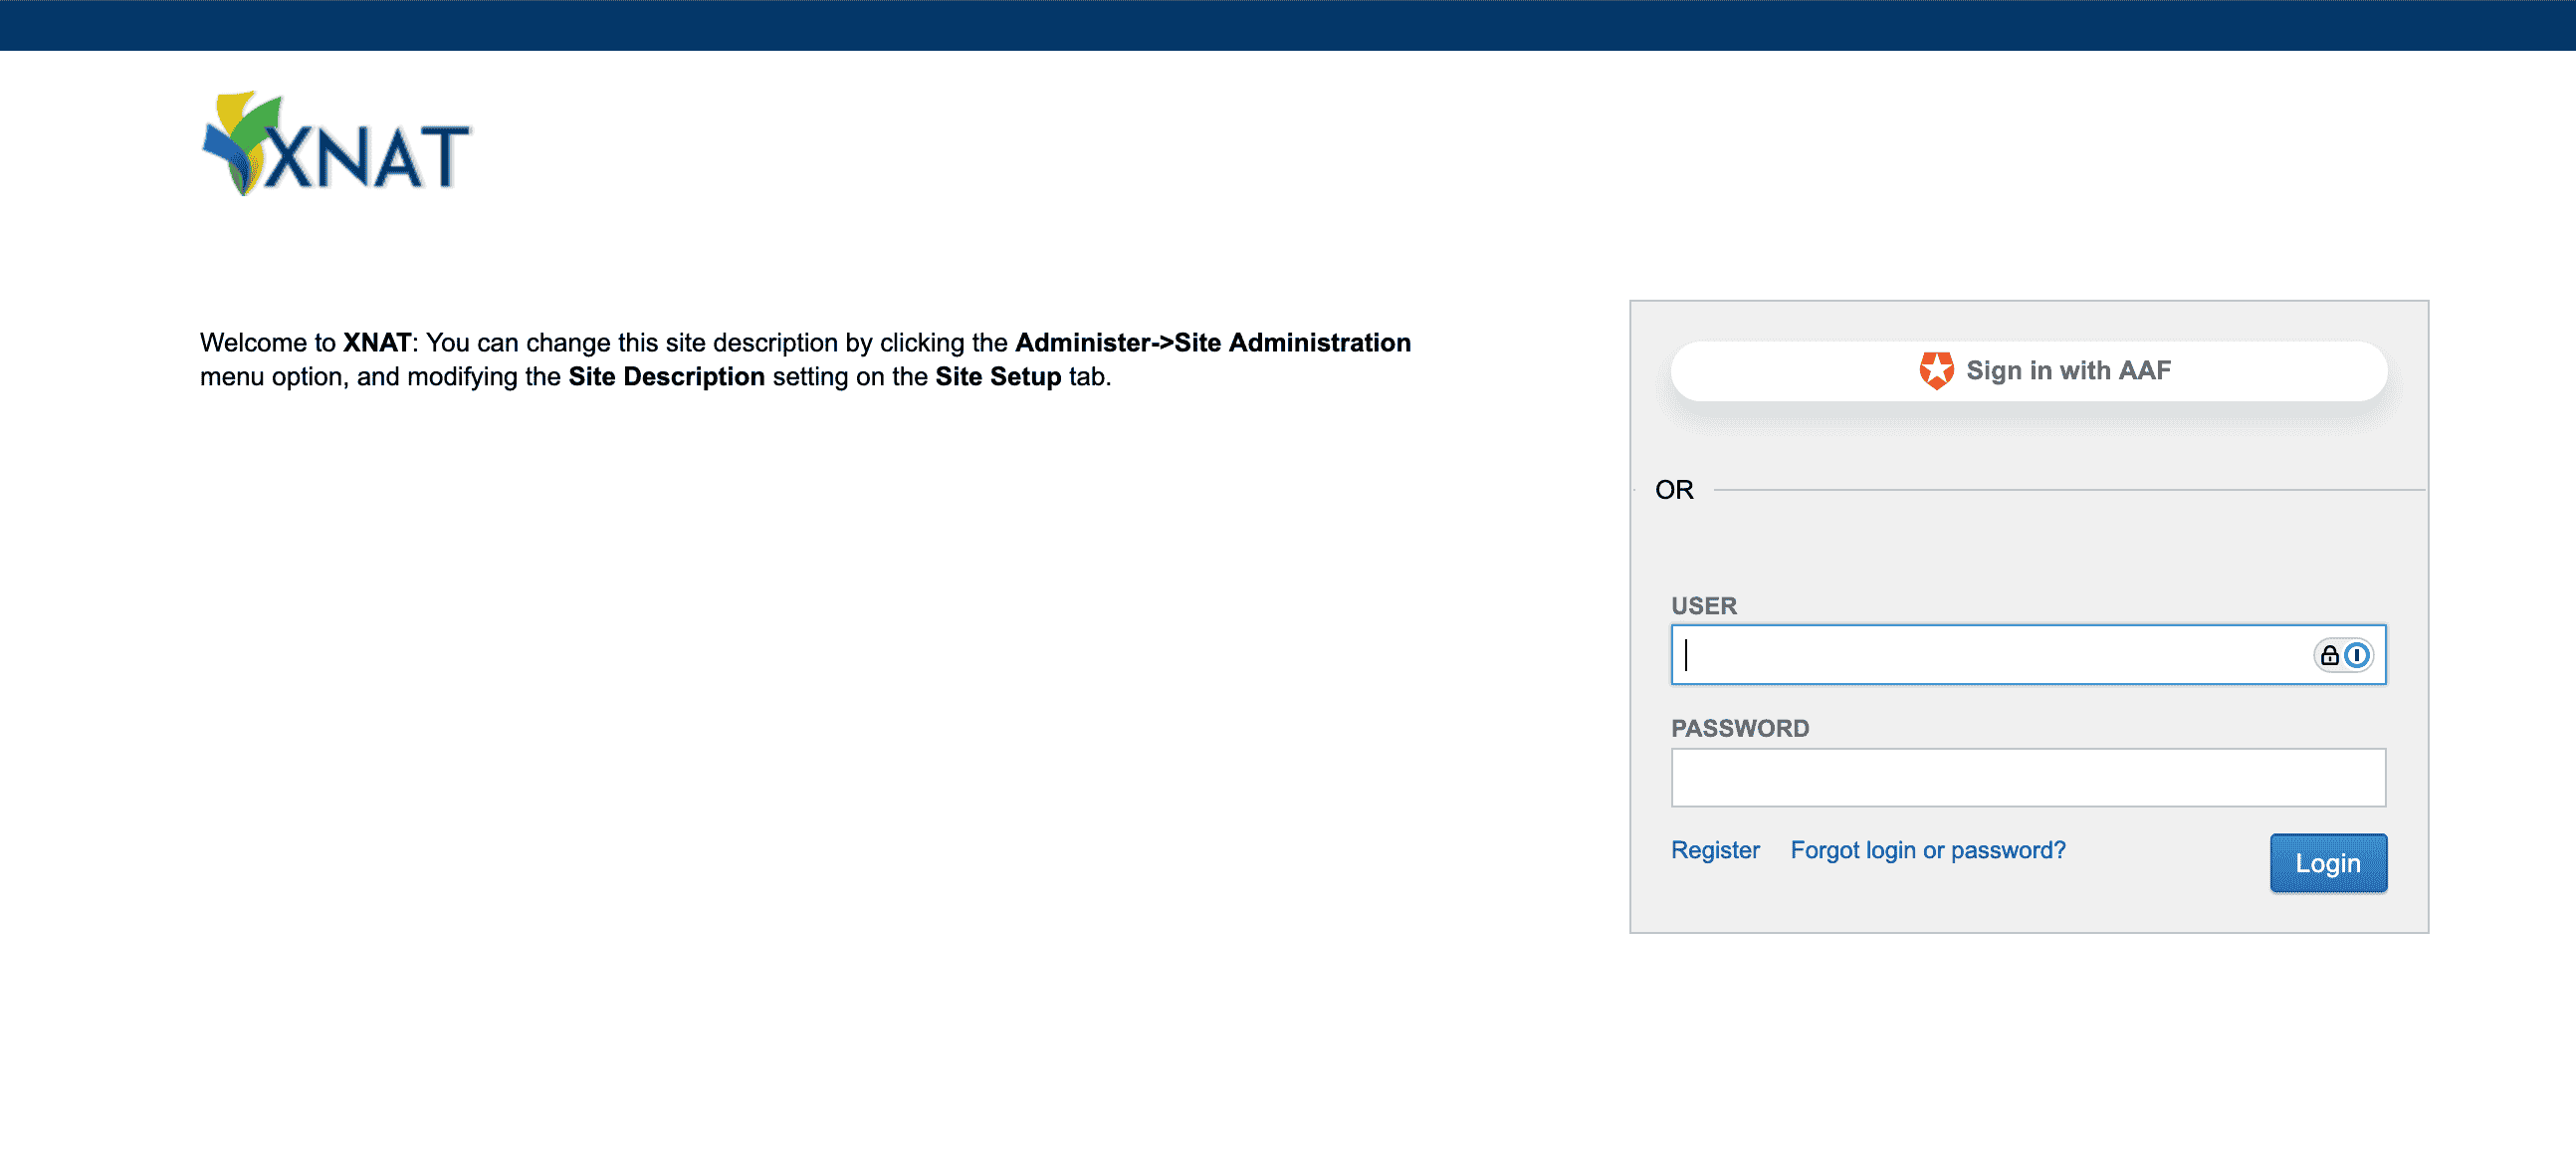 XNAT
Welcome to XNAT: You can change this site description by clicking the Administer->Site Administration
menu option, and modifying the Site Description setting on the Site Setup tab.
Sign in with AAF
OR
USER
PASSWORD
Register Forgot login or password?
Login